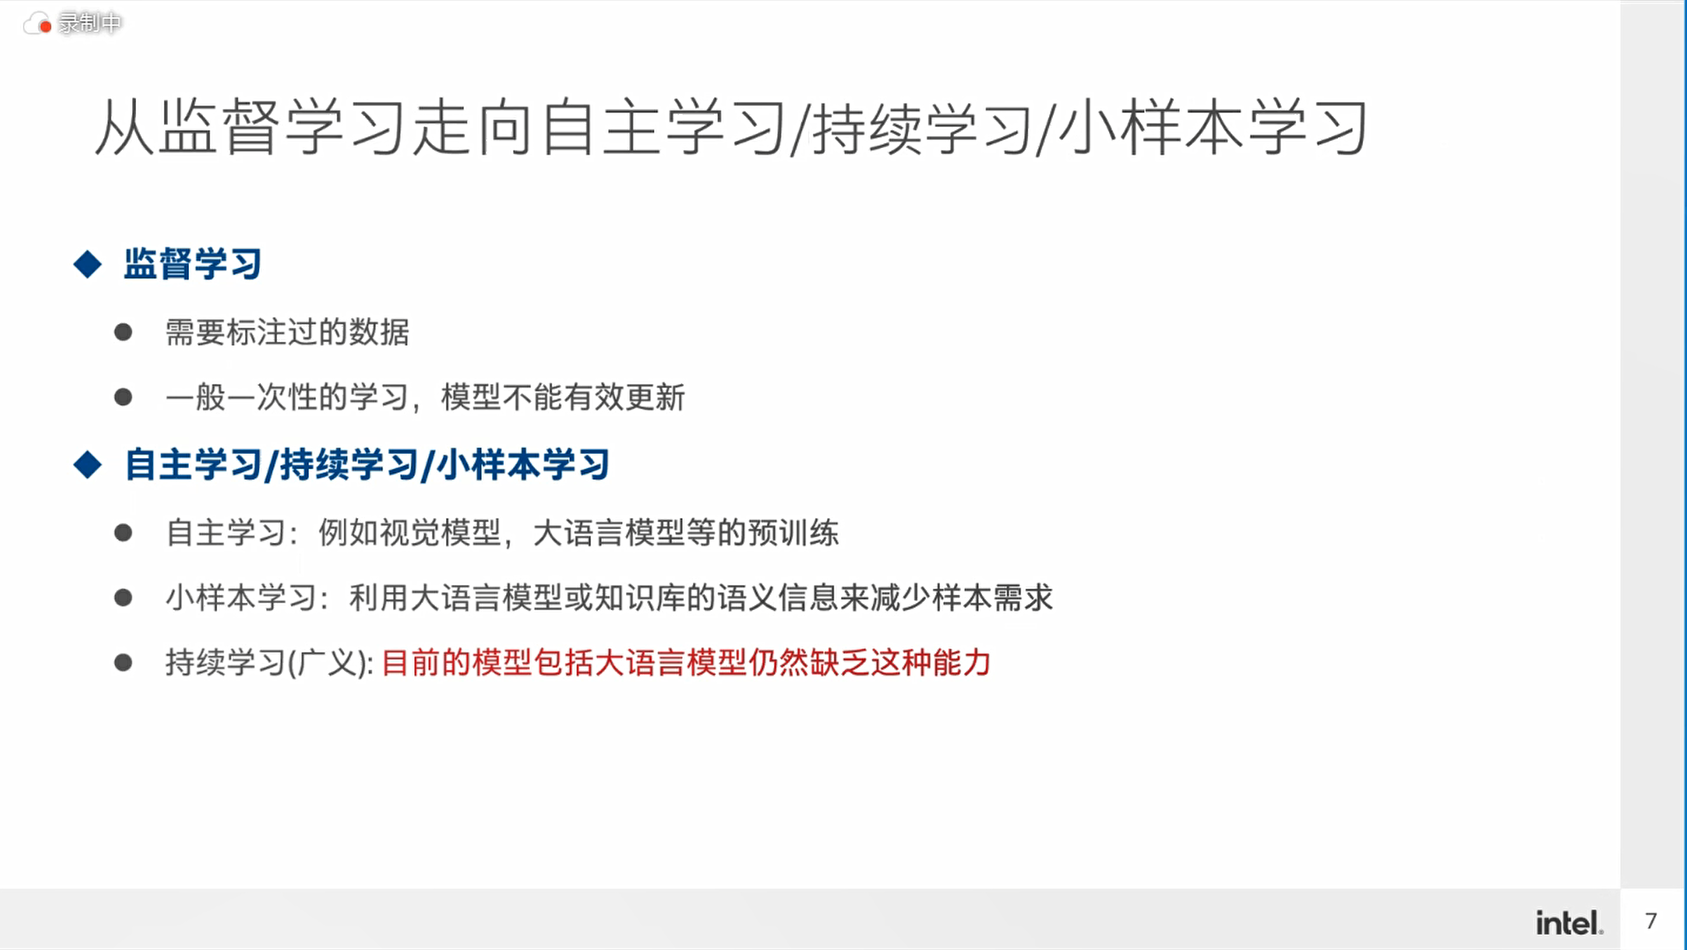 录制中
从监督学习走向自主学习/持续学习/小样本学习
监督学习
需要标注过的数据
一般一次性的学习，模型不能有效更新
自主学习/持续学习/小样本学习
自主学习：例如视觉模型，大语言模型等的预训练
小样本学习：利用大语言模型或知识库的语义信息来减少样本需求
持续学习(广义): 目前的模型包括大语言模型仍然缺乏这种能力
intel.
7